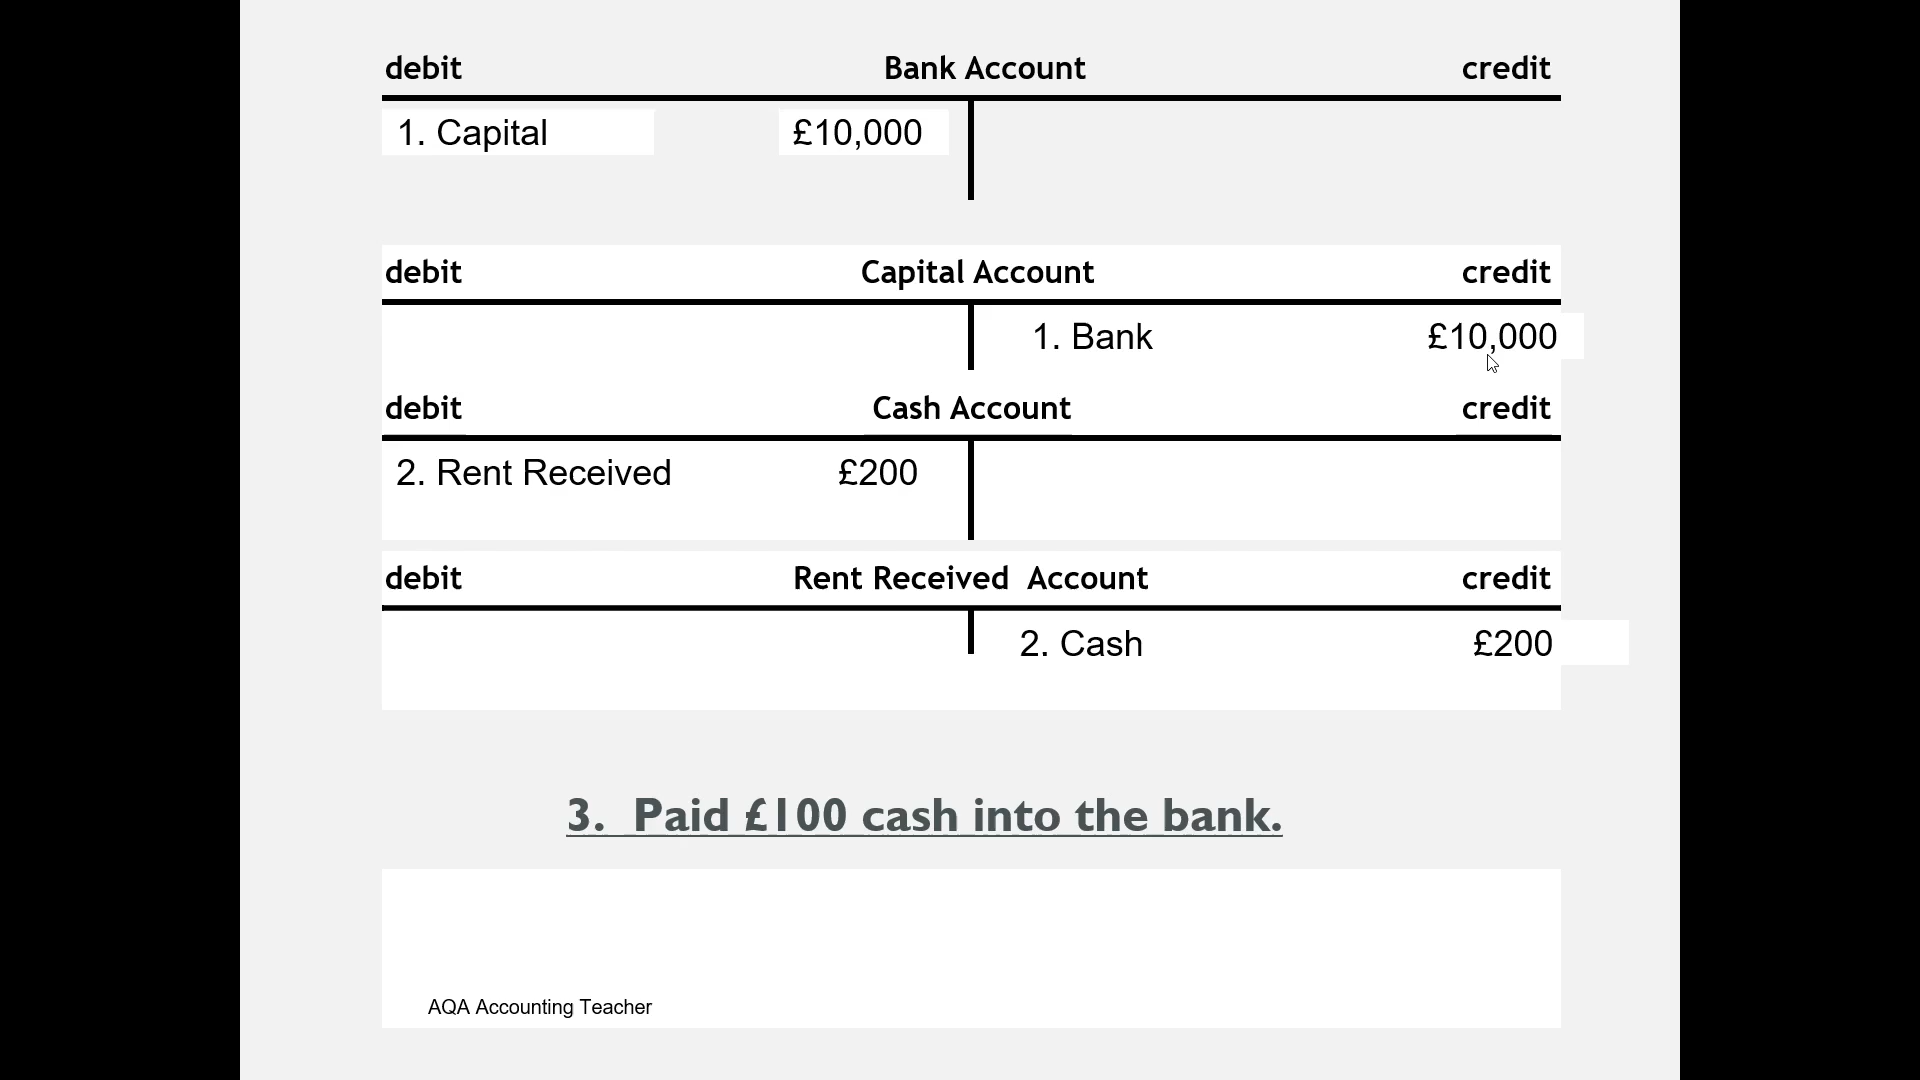 debit Bank Account credit
1. Capital £10,000
debit Capital Account credit
1. Bank £10,000
debit Cash Account credit
2. Rent Received £200
debit Rent Received Account credit
2. Cash £200
3. Paid £100 cash into the bank.
AQA Accounting Teacher